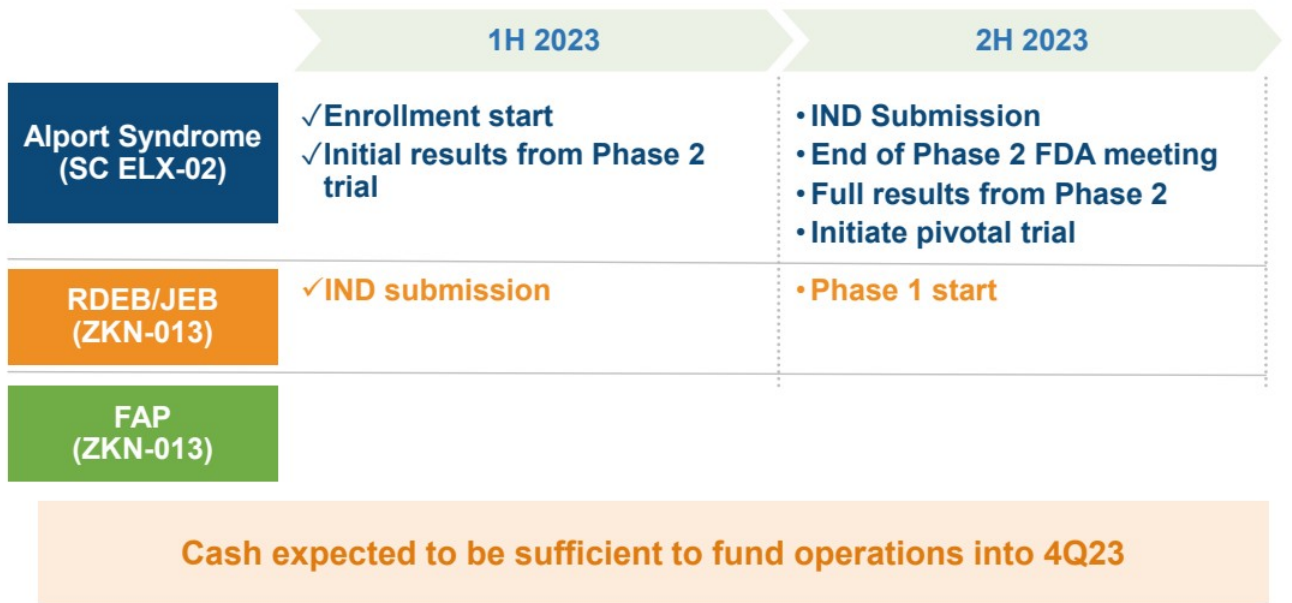 1H 2023
2H 2023
Alport Syndrome
(SC ELX-02)
✓Enrollment start
✓Initial results from Phase 2
trial
•IND Submission
•End of Phase 2 FDA meeting
•Full results from Phase 2
•Initiate pivotal trial
RDEB/JEB
(ZKN-013)
✓IND submission
•Phase 1 start
FAP
(ZKN-013)
Cash expected to be sufficient to fund operations into 4Q23